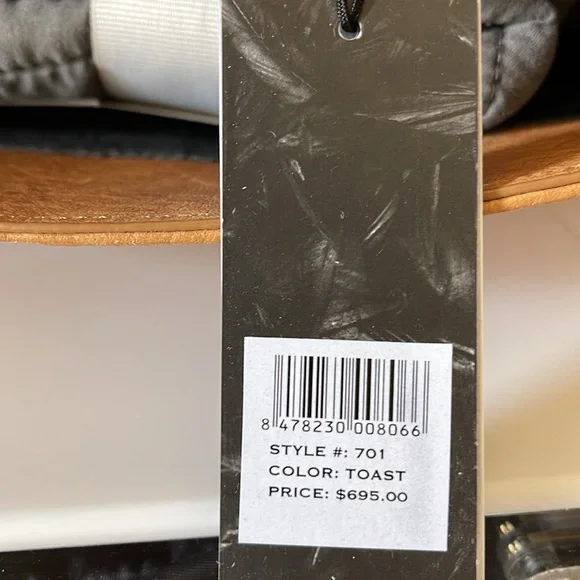 8 478230 008066
STYLE #: 701
COLOR: TOAST
PRICE: $695.00